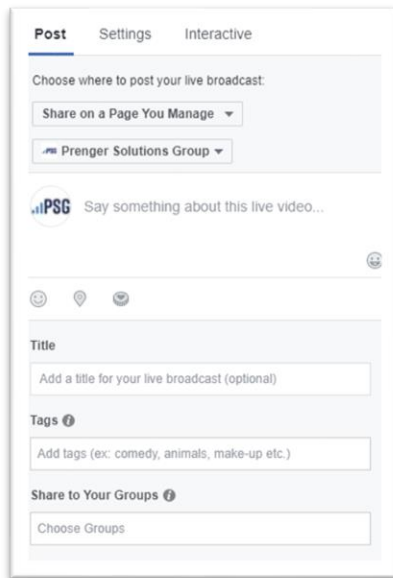 Post Settings Interactive
Choose where to post your live broadcast:
Share on a Page You Manage
PSG Prenger Solutions Group
PSG Say something about this live video...
Title
Add a title for your live broadcast (optional)
Tags
Add tags (ex: comedy, animals, make-up etc.)
Share to Your Groups
Choose Groups